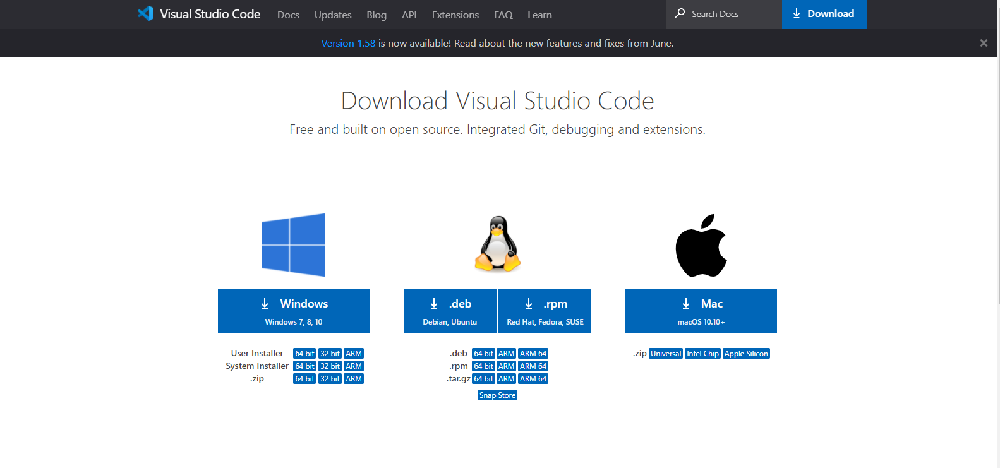 Visual Studio Code Docs Updates Blog API Extensions FAQ Learn Search Docs Download
Version 1.58 is now available! Read about the new features and fixes from June.
Download Visual Studio Code
Free and built on open source. Integrated Git, debugging and extensions.
Windows
Windows 7, 8, 10
User Installer 64 bit 32 bit ARM
System Installer 64 bit 32 bit ARM
.zip 64 bit 32 bit ARM
.deb
Debian, Ubuntu
.rpm
Red Hat, Fedora, SUSE
.deb 64 bit ARM ARM 64
.rpm 64 bit ARM ARM 64
.tar.gz 64 bit ARM ARM 64
Snap Store
Mac
macOS 10.10+
.zip Universal Intel Chip Apple Silicon